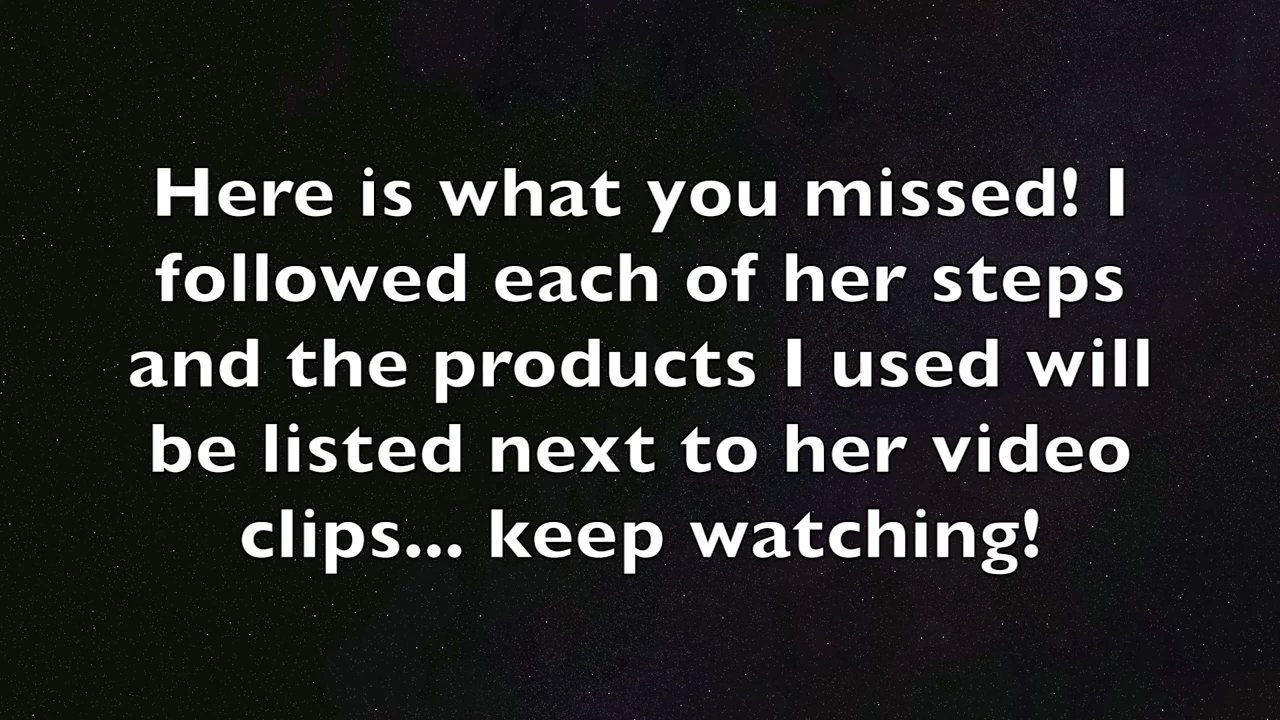 Here is what you missed! I
followed each of her steps
and the products I used will
be listed next to her video
clips... keep watching!